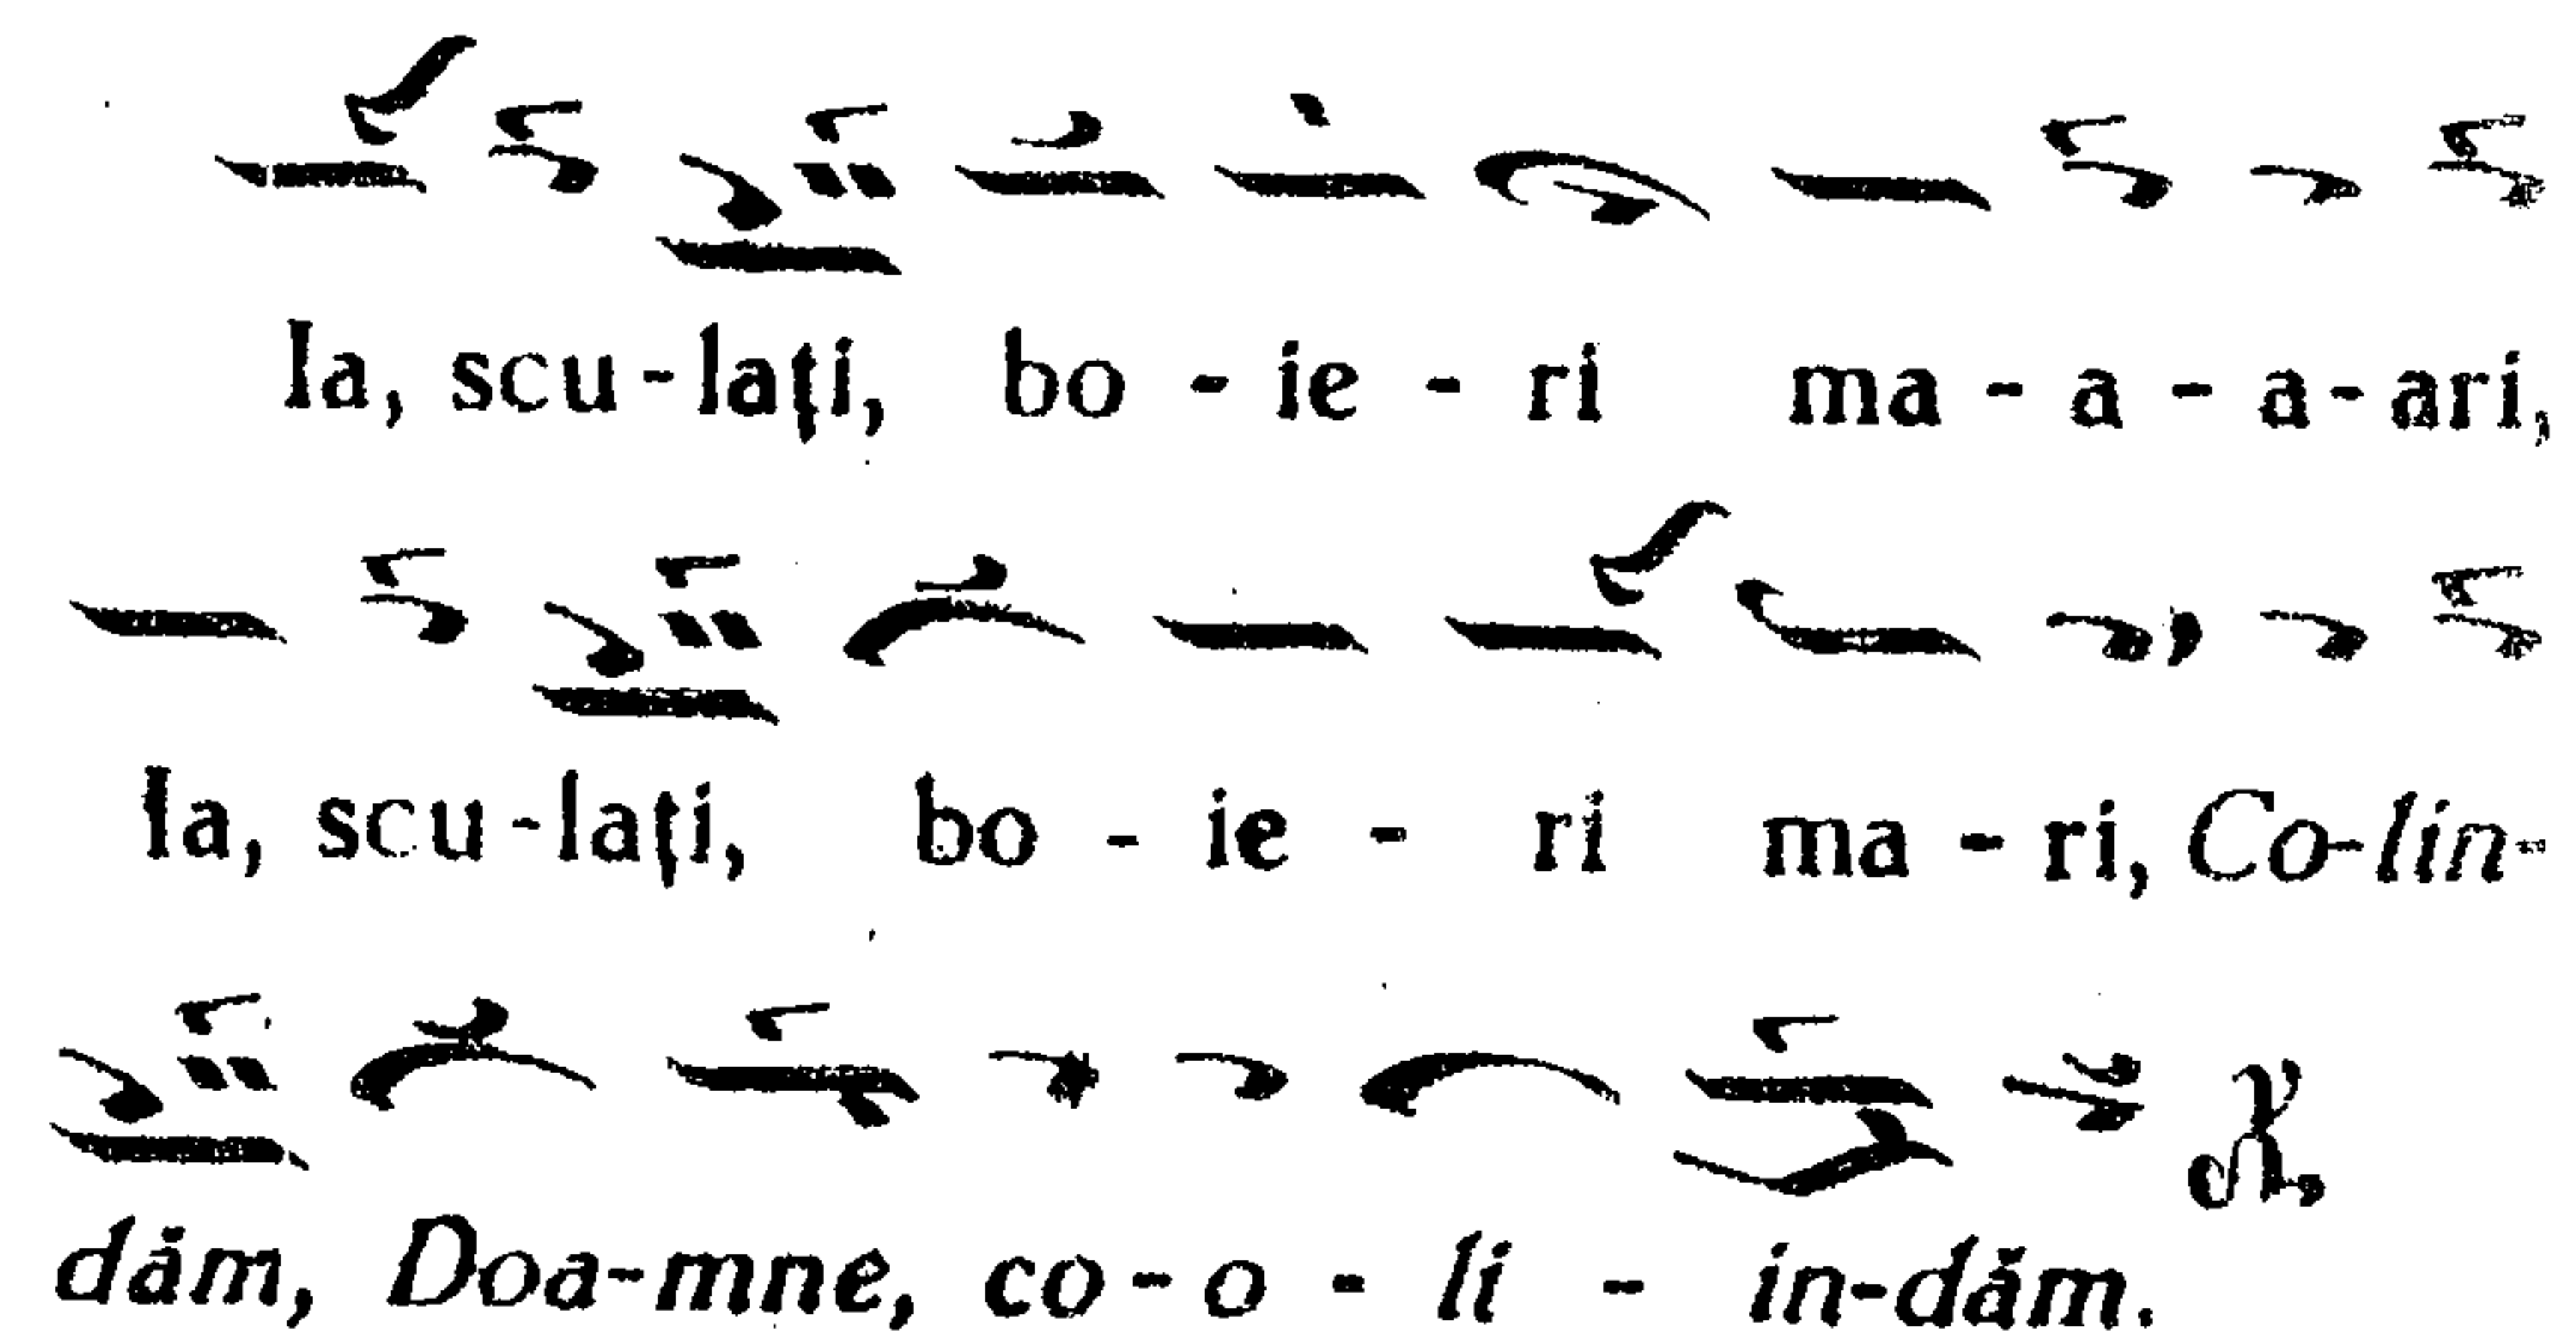 Ia, scu-lați, bo - ie - ri ma - a - a-ari,
Ia, scu-lați, bo - ie - ri ma - ri, Co-lin-
dăm, Doa-mne, co-o - li - in-dăm.